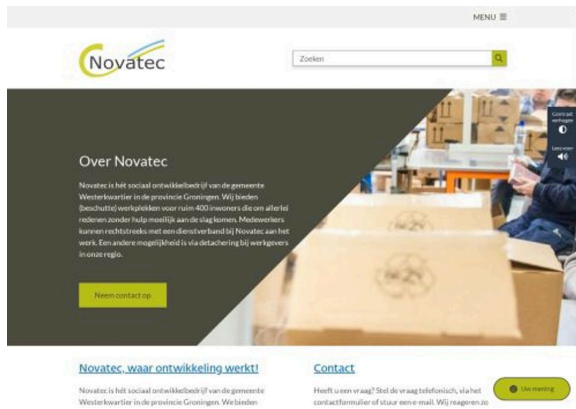 MENU
Novatec
Zoeken
Contrast
verhogen
Lees voor
Over Novatec
Novatec is hét sociaal ontwikkelbedrijf van de gemeente
Westerkwartier in de provincie Groningen. Wij bieden
(beschutte) werkplekken voor ruim 400 inwoners die om allerlei
redenen zonder hulp moeilijk aan de slag komen. Medewerkers
kunnen rechtstreeks met een dienstverband bij Novatec aan het
werk. Een andere mogelijkheid is via detachering bij werkgevers
in onze regio.
Neem contact op
Novatec, waar ontwikkeling werkt!
Novatec is hét sociaal ontwikkelbedrijf van de gemeente
Westerkwartier in de provincie Groningen. We bieden
Contact
Heeft u een vraag? Stel de vraag telefonisch, via het
contactformulier of stuur een e-mail. Wij reageren zo
Uw mening